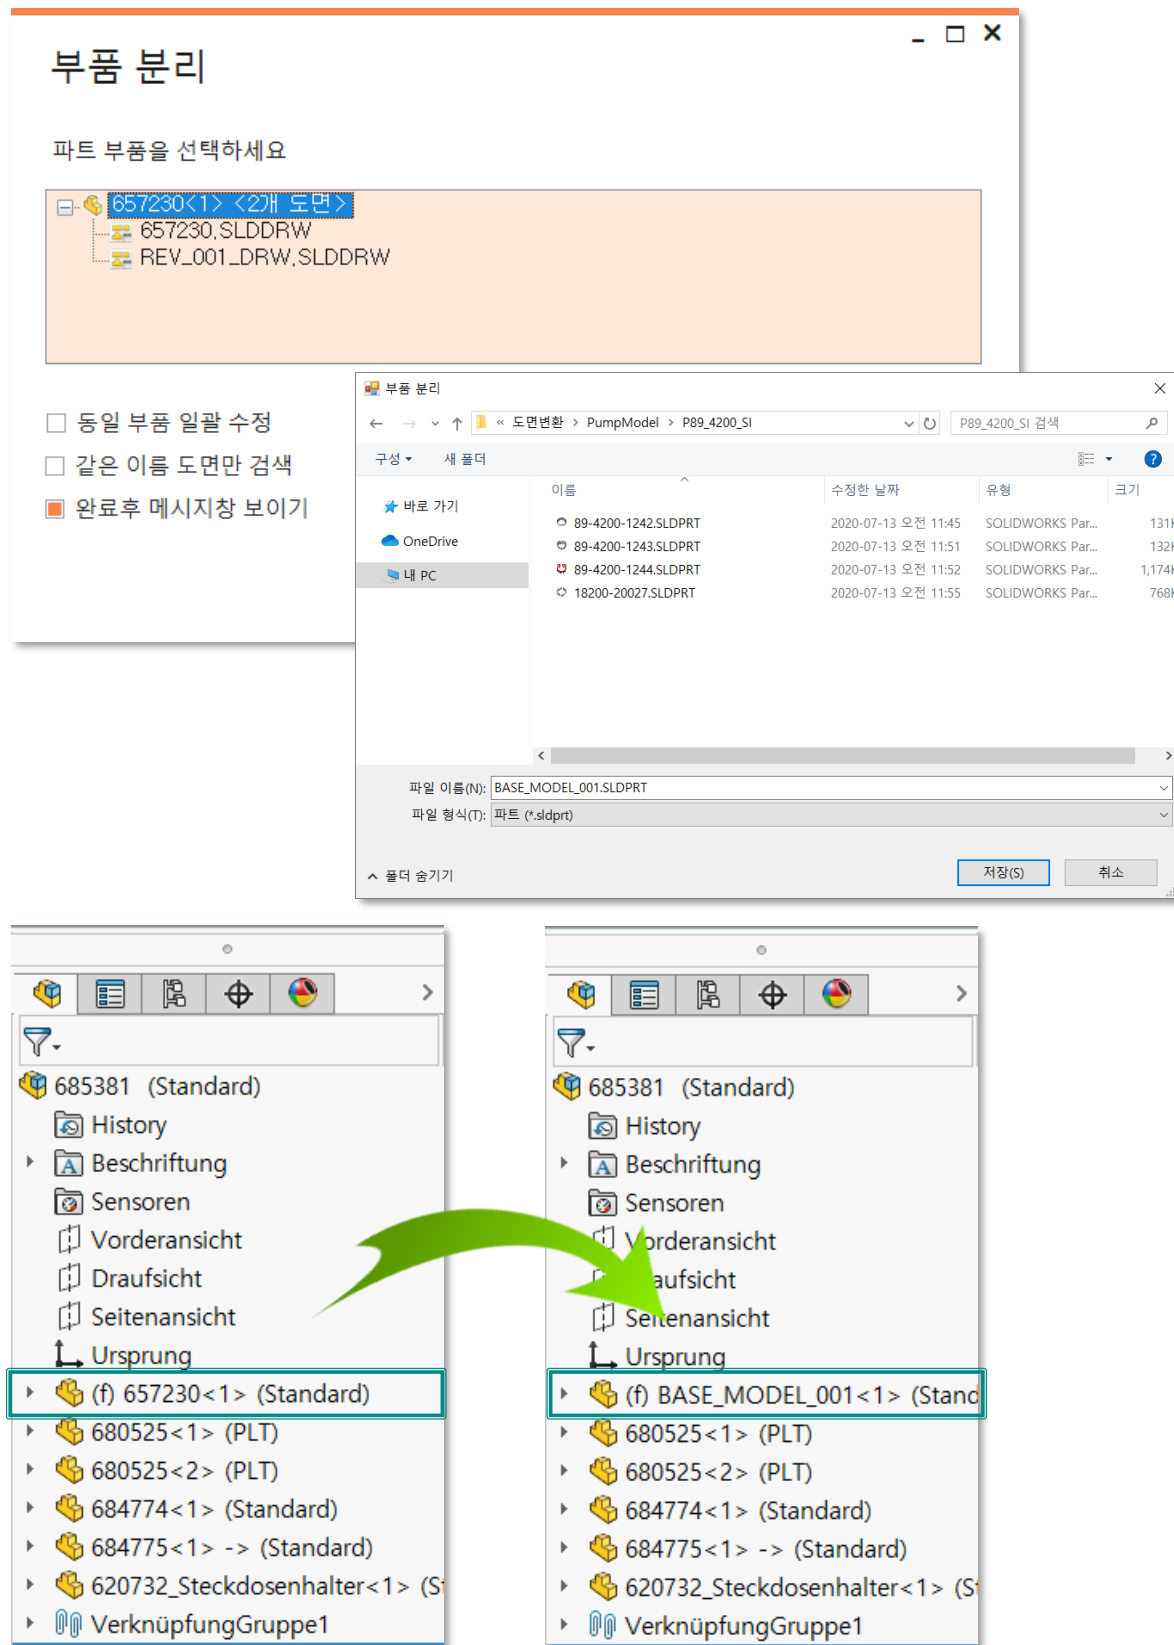 부품 분리
파트 부품을 선택하세요
657230<1> <2개 도면>
657230.SLDDRW
REV_001_DRW.SLDDRW
동일 부품 일괄 수정
같은 이름 도면만 검색
완료후 메시지창 보이기
부품 분리
« 도면변환 > PumpModel > P89_4200_SI
P89_4200_SI 검색
구성
새 폴더
바로 가기
OneDrive
내 PC
이름 수정한 날짜 유형 크기
89-4200-1242.SLDPRT 2020-07-13 오전 11:45 SOLIDWORKS Par... 131K
89-4200-1243.SLDPRT 2020-07-13 오전 11:51 SOLIDWORKS Par... 132K
89-4200-1244.SLDPRT 2020-07-13 오전 11:52 SOLIDWORKS Par... 1,174K
18200-20027.SLDPRT 2020-07-13 오전 11:55 SOLIDWORKS Par... 768K
파일 이름(N): BASE_MODEL_001.SLDPRT
파일 형식(T): 파트 (*.sldprt)
폴더 숨기기
저장(S)
취소
685381 (Standard)
History
Beschriftung
Sensoren
Vorderansicht
Draufsicht
Seitenansicht
Ursprung
(f) 657230<1> (Standard)
680525<1> (PLT)
680525<2> (PLT)
684774<1> (Standard)
684775<1> -> (Standard)
620732_Steckdosenhalter<1> (St
VerknüpfungGruppe1
685381 (Standard)
History
Beschriftung
Sensoren
Vorderansicht
aufsicht
Seitenansicht
Ursprung
(f) BASE_MODEL_001<1> (Stand
680525<1> (PLT)
680525<2> (PLT)
684774<1> (Standard)
684775<1> -> (Standard)
620732_Steckdosenhalter<1> (St
VerknüpfungGruppe1